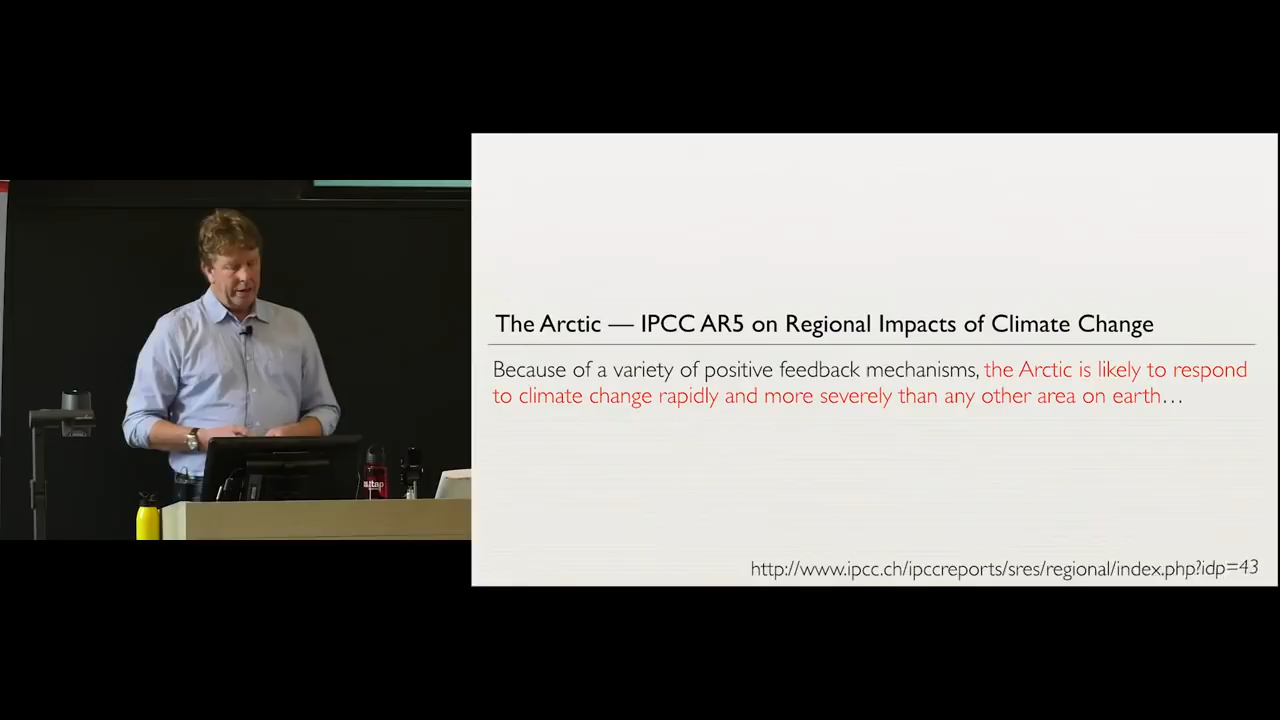 The Arctic — IPCC AR5 on Regional Impacts of Climate Change
Because of a variety of positive feedback mechanisms, the Arctic is likely to respond
to climate change rapidly and more severely than any other area on earth…
http://www.ipcc.ch/ipccreports/sres/regional/index.php?idp=43